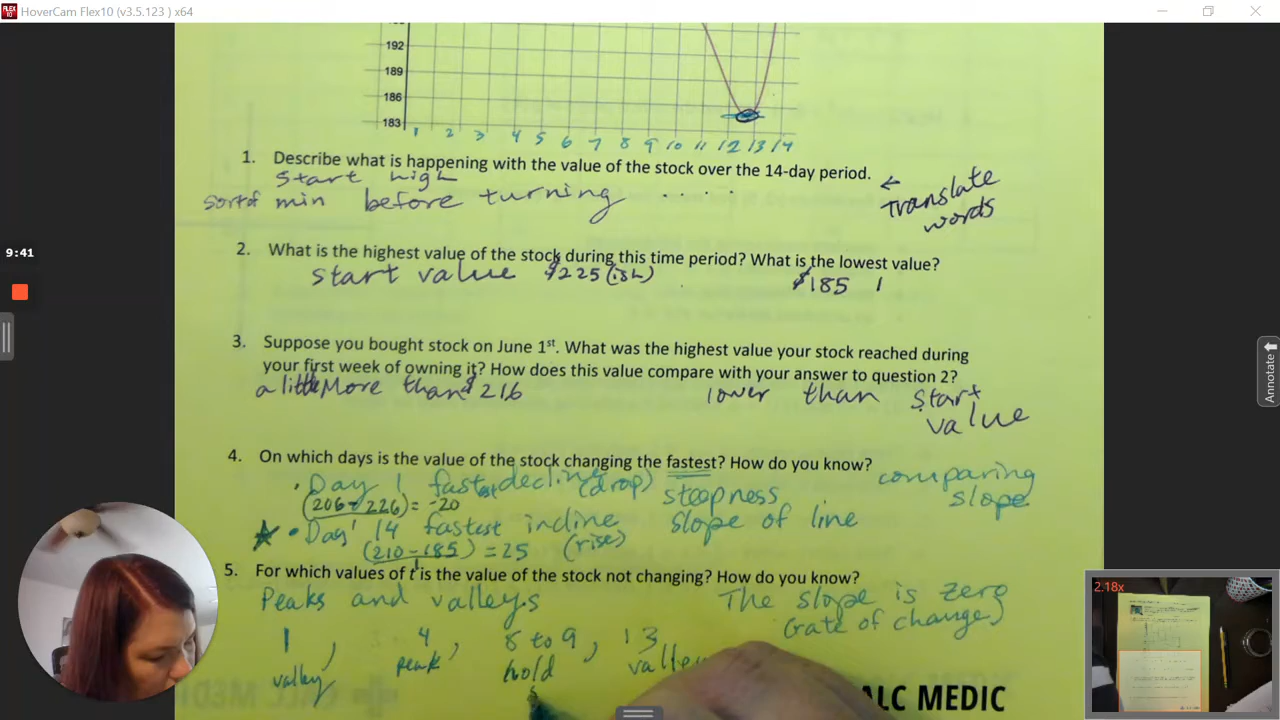 HoverCam Flex10 (v3.5.123) x64
192
189
186
183
1 2 3 4 5 6 7 8 9 10 11 12 13 14
1. Describe what is happening with the value of the stock over the 14-day period.
start high
sort of min before turning .....
← Translate
words
9:41
2. What is the highest value of the stock during this time period? What is the lowest value?
start value $225 (ish)
$185
3. Suppose you bought stock on June 1st. What was the highest value your stock reached during
your first week of owning it? How does this value compare with your answer to question 2?
a little More than $216
lower than start
value
Annotate
4. On which days is the value of the stock changing the fastest? How do you know?
• Day 1 fastest decline (drop) steepness
comparing
slope
(206-226) = -20
• Day 14 fastest incline (rise) slope of line
(210-185) = 25
1
5. For which values of t is the value of the stock not changing? How do you know?
Peaks and valleys
The slope is zero
(rate of change)
1, 4, 8 to 9, 13
valley peak hold valley
CALC MEDIC
2.18x